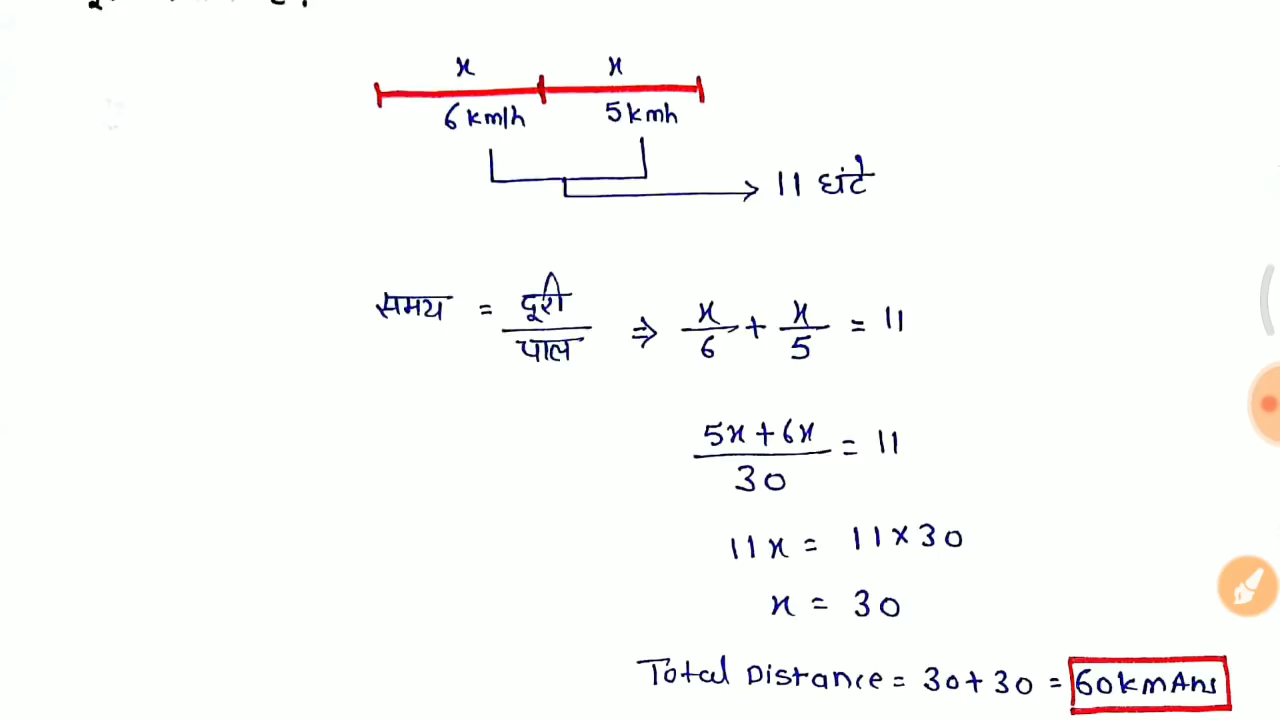 x x
6 km/h 5 kmh
11 घंटे
समय = दूरी / चाल ⇒ x/6 + x/5 = 11
5x + 6x / 30 = 11
11x = 11 × 30
x = 30
Total Distance = 30 + 30 = 60km Ans